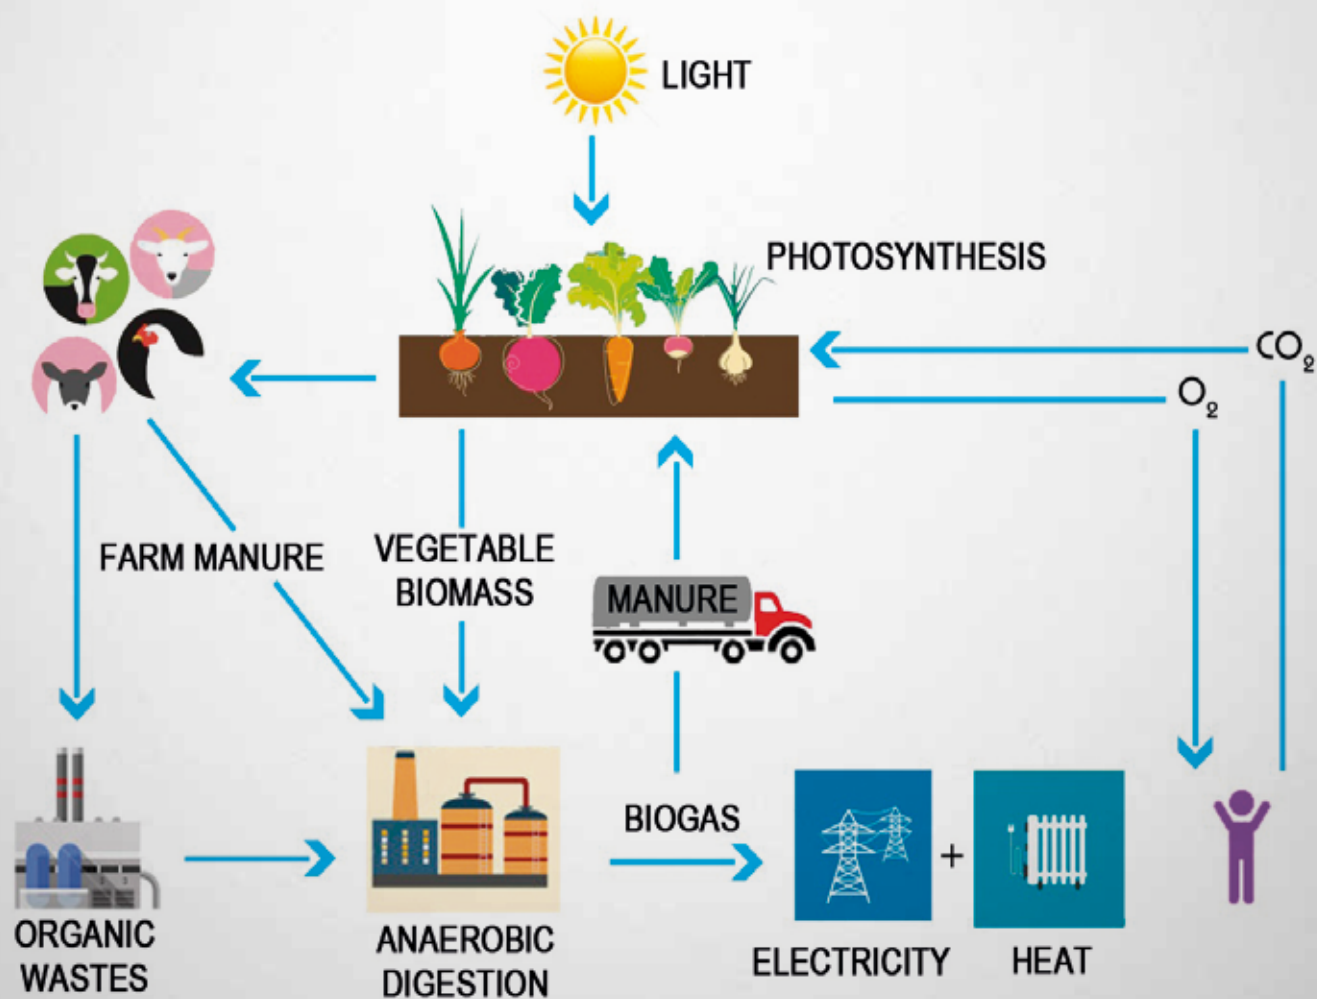 LIGHT
PHOTOSYNTHESIS
CO₂
O₂
FARM MANURE
VEGETABLE
BIOMASS
MANURE
BIOGAS
+
ORGANIC
WASTES
ANAEROBIC
DIGESTION
ELECTRICITY
HEAT